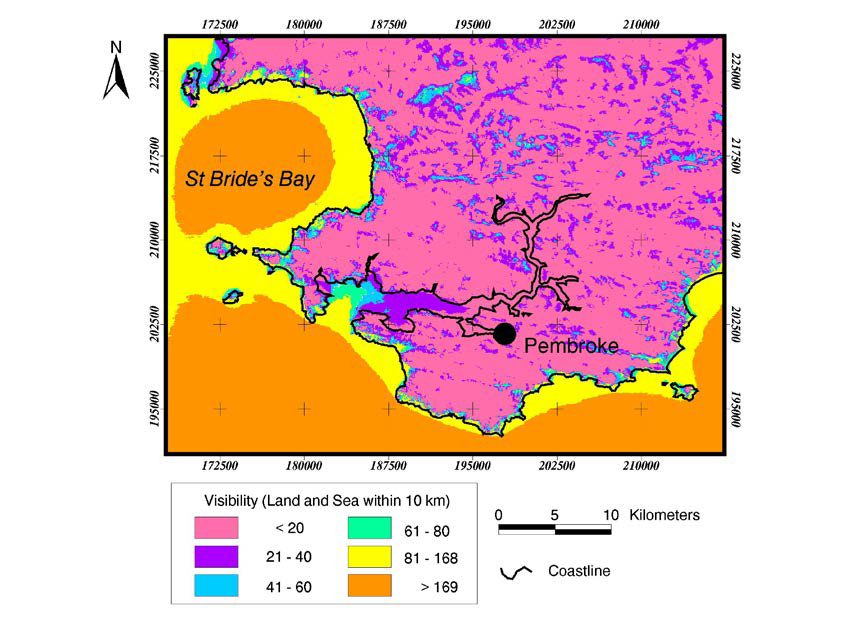 172500 180000 187500 195000 202500 210000
N
225000
225000
217500
217500
St Bride's Bay
210000
210000
202500
202500
Pembroke
195000
195000
172500 180000 187500 195000 202500 210000
Visibility (Land and Sea within 10 km)
< 20
61 - 80
21 - 40
81 - 168
41 - 60
> 169
0 5 10 Kilometers
Coastline